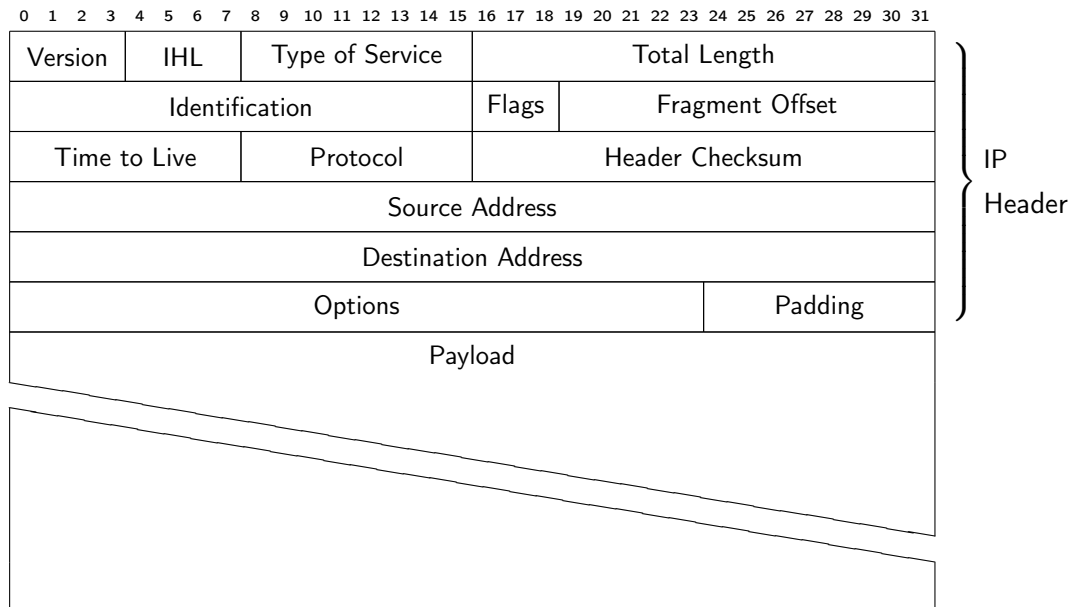 0 1 2 3 4 5 6 7 8 9 10 11 12 13 14 15 16 17 18 19 20 21 22 23 24 25 26 27 28 29 30 31
Version IHL Type of Service Total Length
Identification Flags Fragment Offset
Time to Live Protocol Header Checksum
Source Address
Destination Address
Options Padding
Payload
IP
Header